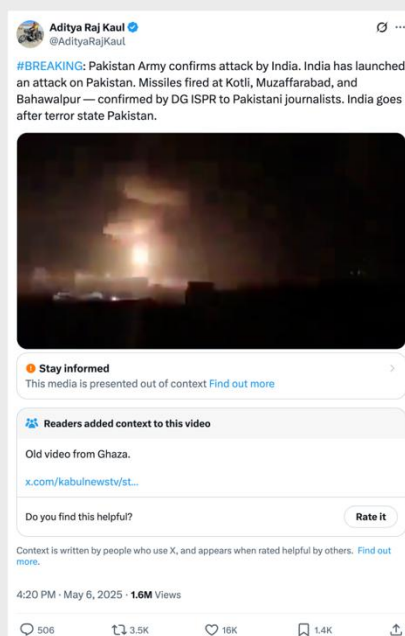 Aditya Raj Kaul
@AdityaRajKaul
#BREAKING: Pakistan Army confirms attack by India. India has launched
an attack on Pakistan. Missiles fired at Kotli, Muzaffarabad, and
Bahawalpur — confirmed by DG ISPR to Pakistani journalists. India goes
after terror state Pakistan.
Stay informed
This media is presented out of context Find out more
Readers added context to this video
Old video from Ghaza.
x.com/kabulnewstv/st...
Do you find this helpful?
Rate it
Context is written by people who use X, and appears when rated helpful by others. Find out
more.
4:20 PM · May 6, 2025 · 1.6M Views
506
3.5K
16K
1.4K